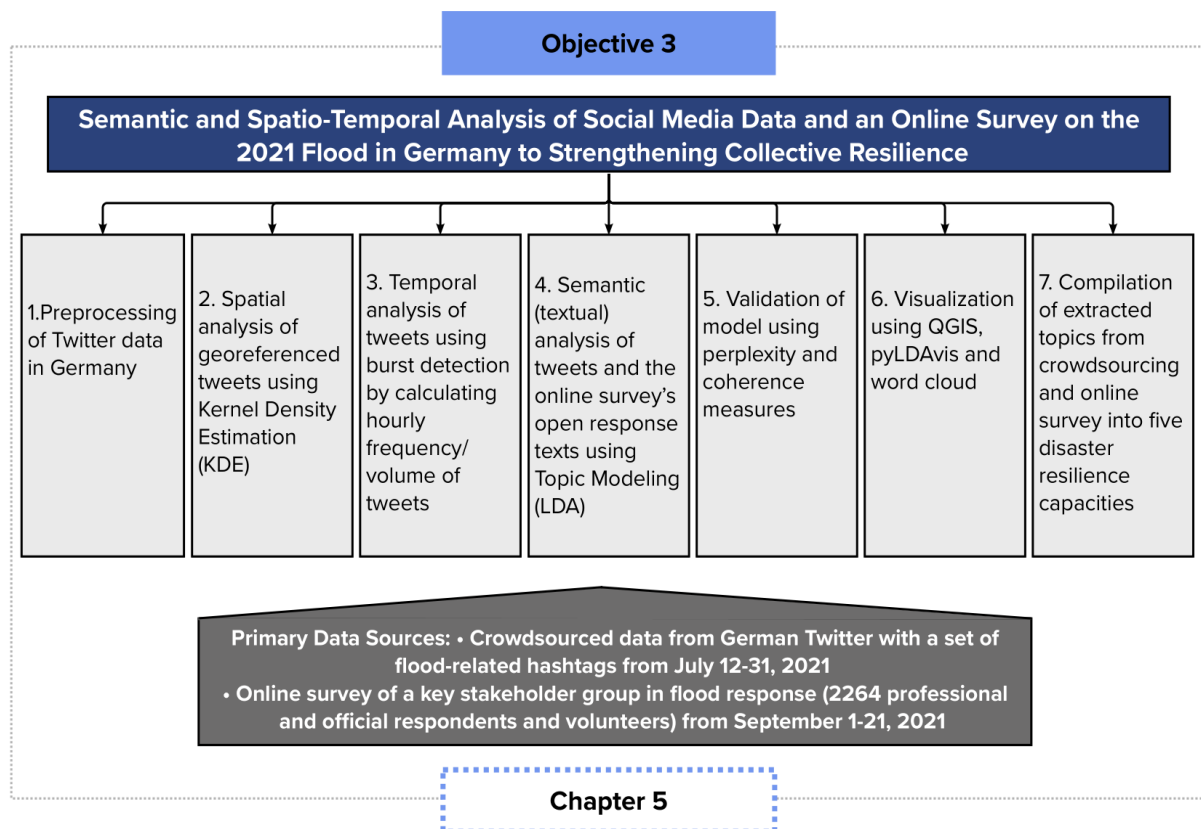 Objective 3
Semantic and Spatio-Temporal Analysis of Social Media Data and an Online Survey on the
2021 Flood in Germany to Strengthening Collective Resilience
1.Preprocessing
of Twitter data
in Germany
2. Spatial
analysis of
georeferenced
tweets using
Kernel Density
Estimation
(KDE)
3. Temporal
analysis of
tweets using
burst detection
by calculating
hourly
frequency/
volume of
tweets
4. Semantic
(textual)
analysis of
tweets and the
online survey’s
open response
texts using
Topic Modeling
(LDA)
5. Validation of
model using
perplexity and
coherence
measures
6. Visualization
using QGIS,
pyLDAvis and
word cloud
7. Compilation
of extracted
topics from
crowdsourcing
and online
survey into five
disaster
resilience
capacities
Primary Data Sources: • Crowdsourced data from German Twitter with a set of
flood-related hashtags from July 12-31, 2021
• Online survey of a key stakeholder group in flood response (2264 professional
and official respondents and volunteers) from September 1-21, 2021
Chapter 5